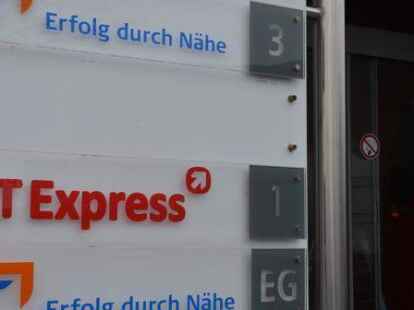 Erfolg durch Nähe 3
T Express 1
Erfolg durch Nähe EG